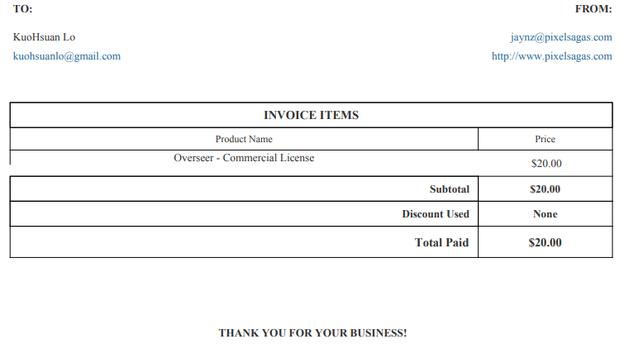 TO: FROM:
KuoHsuan Lo jaynz@pixelsagas.com
kuohsuanlo@gmail.com http://www.pixelsagas.com
INVOICE ITEMS
Product Name Price
Overseer - Commercial License $20.00
Subtotal $20.00
Discount Used None
Total Paid $20.00
THANK YOU FOR YOUR BUSINESS!